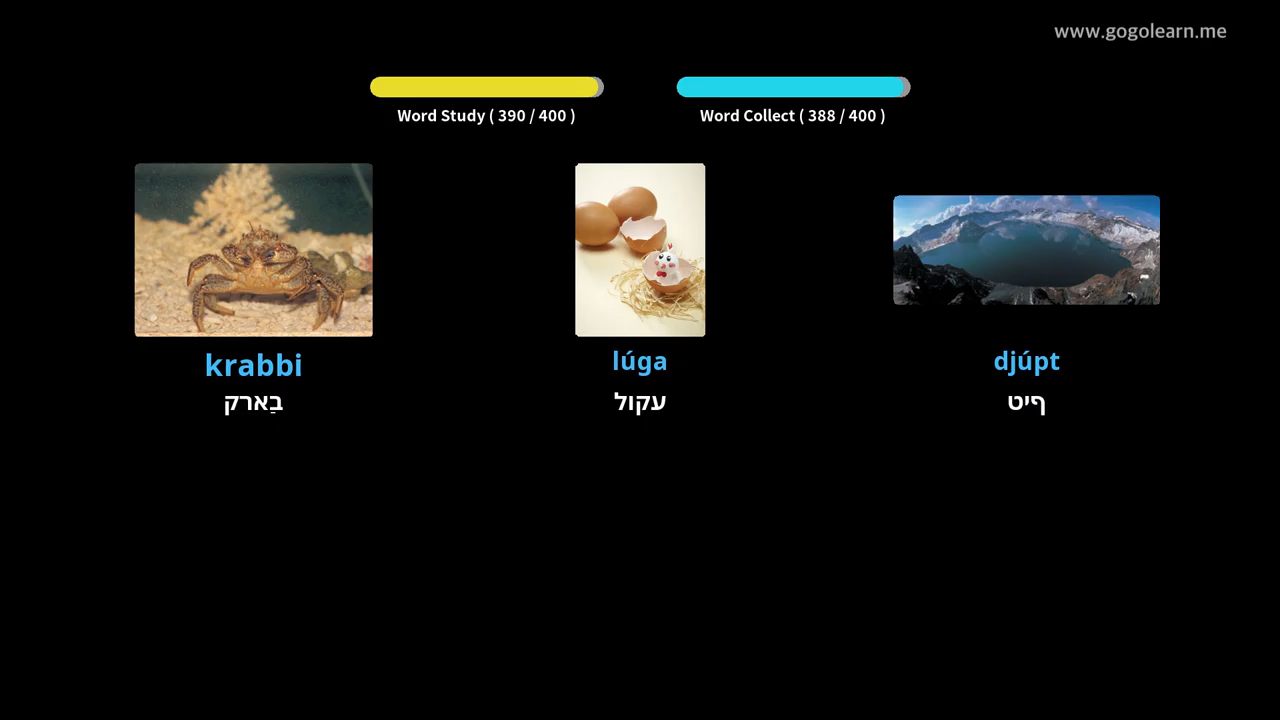 www.gogolearn.me
Word Study ( 390 / 400 )
Word Collect ( 388 / 400 )
krabbi
lúga
djúpt
בַארק
עקול
ףיט